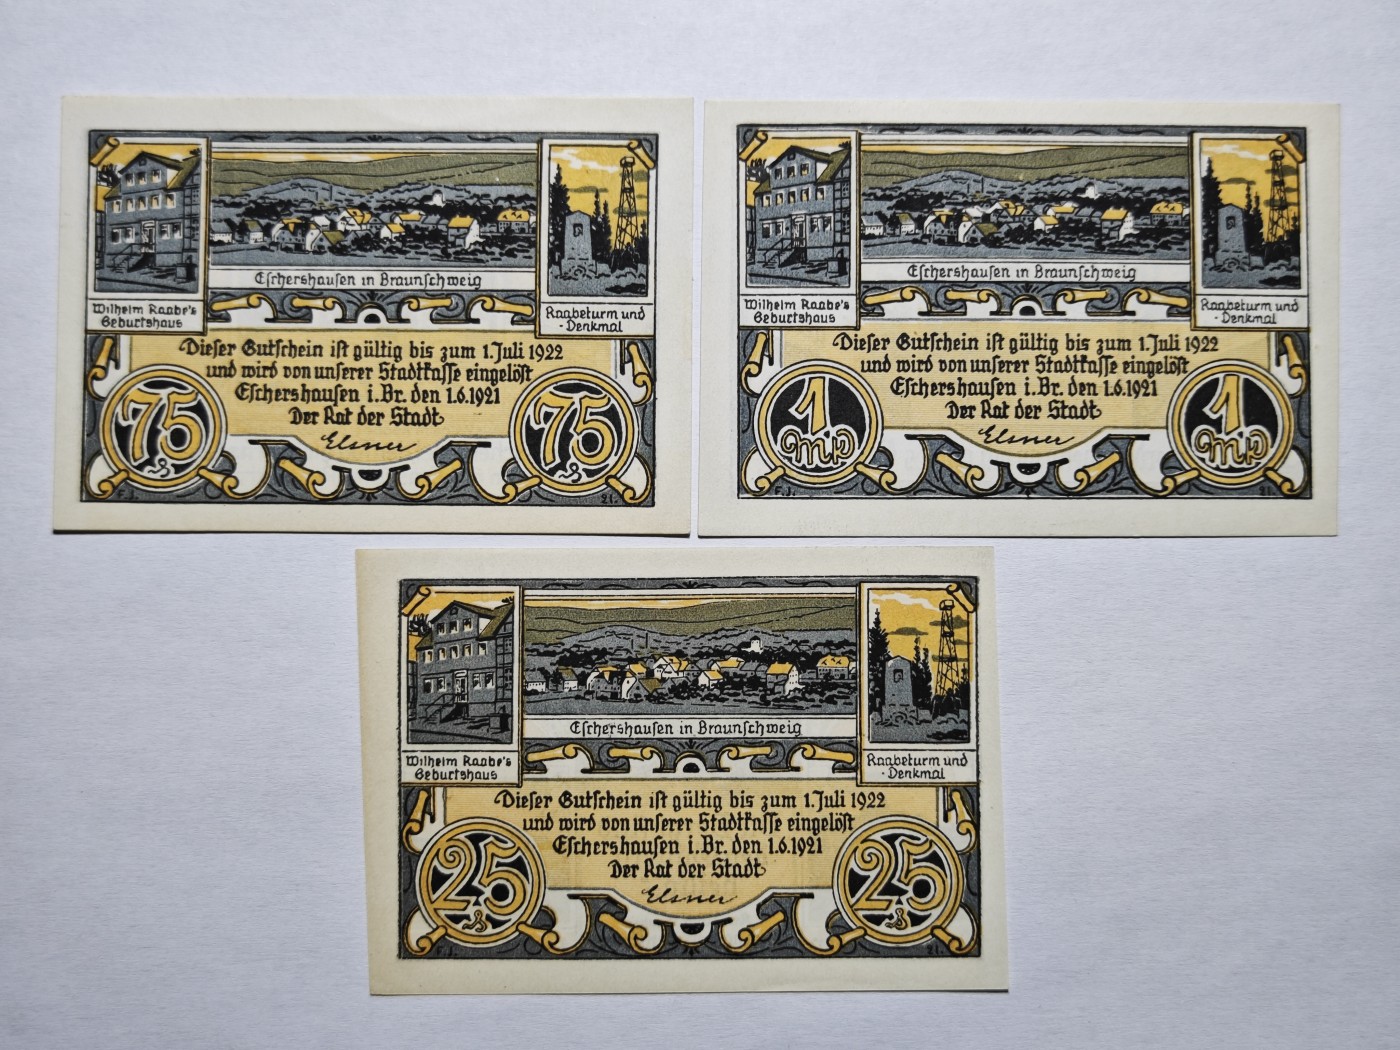 Eschershausen in Braunschweig
Wilhelm Raabe's
Geburtshaus
Raabeturm und
-Denkmal
Dieser Gutschein ist gültig bis zum 1. Juli 1922
und wird von unserer Stadtkasse eingelöst
Eschershausen i. Br. den 1.6.1921
Der Rat der Stadt
Elsner
75
75
F.J.
21.
Eschershausen in Braunschweig
Wilhelm Raabe's
Geburtshaus
Raabeturm und
-Denkmal
Dieser Gutschein ist gültig bis zum 1. Juli 1922
und wird von unserer Stadtkasse eingelöst
Eschershausen i. Br. den 1.6.1921
Der Rat der Stadt
Elsner
1
Mk
1
Mk
F.J.
21.
Eschershausen in Braunschweig
Wilhelm Raabe's
Geburtshaus
Raabeturm und
-Denkmal
Dieser Gutschein ist gültig bis zum 1. Juli 1922
und wird von unserer Stadtkasse eingelöst
Eschershausen i. Br. den 1.6.1921
Der Rat der Stadt
Elsner
25
25
F.J.
21.